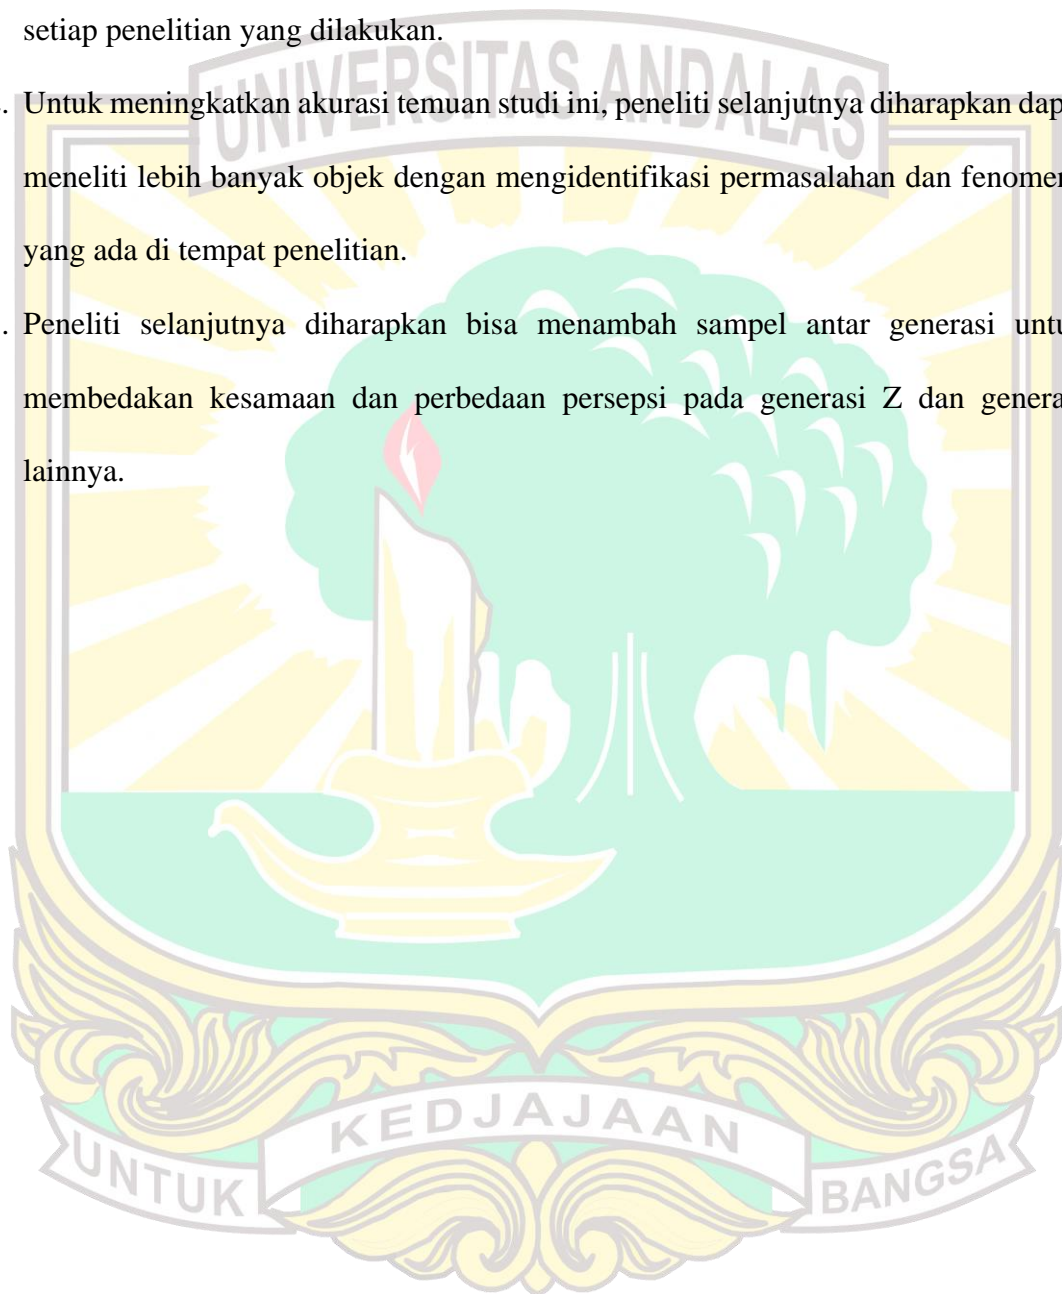 setiap penelitian yang dilakukan.
UNIVERSITAS ANDALAS
. Untuk meningkatkan akurasi temuan studi ini, peneliti selanjutnya diharapkan dap
meneliti lebih banyak objek dengan mengidentifikasi permasalahan dan fenomen
yang ada di tempat penelitian.
. Peneliti selanjutnya diharapkan bisa menambah sampel antar generasi untu
membedakan kesamaan dan perbedaan persepsi pada generasi Z dan genera
lainnya.
UNTUK KEDJAJAAN BANGSA